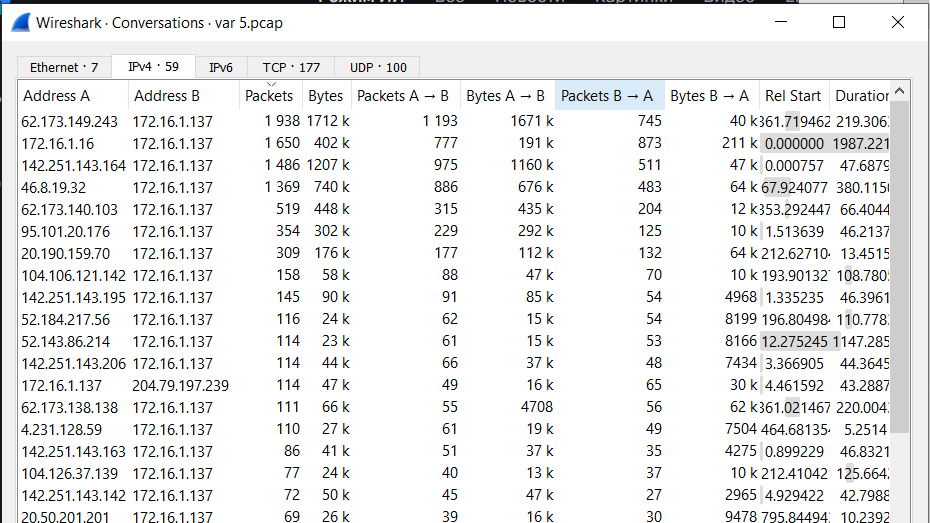 Wireshark · Conversations · var 5.pcap
Ethernet · 7 IPv4 · 59 IPv6 TCP · 177 UDP · 100
Address A Address B Packets Bytes Packets A → B Bytes A → B Packets B → A Bytes B → A Rel Start Duration
62.173.149.243 172.16.1.137 1 938 1712 k 1 193 1671 k 745 40 k 361.719462 219.306
172.16.1.16 172.16.1.137 1 650 402 k 777 191 k 873 211 k 0.000000 1987.221
142.251.143.164 172.16.1.137 1 486 1207 k 975 1160 k 511 47 k 0.000757 47.6879
46.8.19.32 172.16.1.137 1 369 740 k 886 676 k 483 64 k 67.924077 380.115
62.173.140.103 172.16.1.137 519 448 k 315 435 k 204 12 k 353.292447 66.4044
95.101.20.176 172.16.1.137 354 302 k 229 292 k 125 10 k 1.513639 46.2137
20.190.159.70 172.16.1.137 309 176 k 177 112 k 132 64 k 212.627104 13.4515
104.106.121.142 172.16.1.137 158 58 k 88 47 k 70 10 k 193.901327 108.780
142.251.143.195 172.16.1.137 145 90 k 91 85 k 54 4968 1.335235 46.3961
52.184.217.56 172.16.1.137 116 24 k 62 15 k 54 8199 196.804984 110.778
52.143.86.214 172.16.1.137 114 23 k 61 15 k 53 8166 12.275245 1147.285
142.251.143.206 172.16.1.137 114 44 k 66 37 k 48 7434 3.366905 44.3645
172.16.1.137 204.79.197.239 114 47 k 49 16 k 65 30 k 4.461592 43.2887
62.173.138.138 172.16.1.137 111 66 k 55 4708 56 62 k 361.021467 220.004
4.231.128.59 172.16.1.137 110 27 k 61 19 k 49 7504 464.681354 5.2514
142.251.143.163 172.16.1.137 86 41 k 51 37 k 35 4275 0.899229 46.8321
104.126.37.139 172.16.1.137 77 24 k 40 13 k 37 10 k 212.41042 125.664
142.251.143.142 172.16.1.137 72 50 k 45 47 k 27 2965 4.929422 42.7988
20.50.201.201 172.16.1.137 69 26 k 39 16 k 30 9478 795.84494 10.2392